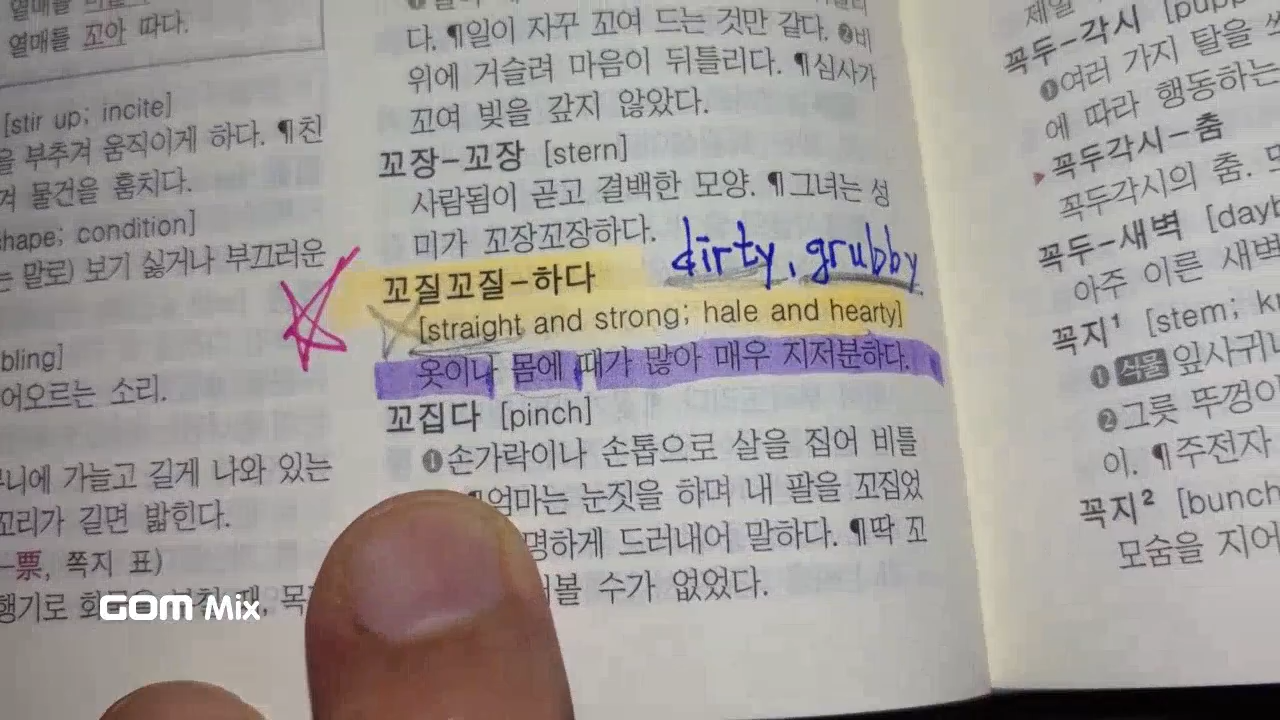 열매를 꼬아 따다.
[stir up; incite]
을 부추겨 움직이게 하다. ¶친
겨 물건을 훔치다.
shape; condition]
는 말로) 보기 싫거나 부끄러운
bling]
어오르는 소리.
니에 가늘고 길게 나와 있는
꼬리가 길면 밟힌다.
票, 쪽지 표)
다. ¶일이 자꾸 꼬여 드는 것만 같다. ❷비
위에 거슬려 마음이 뒤틀리다. ¶심사가
꼬여 빚을 갚지 않았다.
꼬장-꼬장 [stern]
사람됨이 곧고 결백한 모양. ¶그녀는 성
미가 꼬장꼬장하다.
dirty, grubby
꼬질꼬질-하다
[straight and strong; hale and hearty]
옷이나 몸에 때가 많아 매우 지저분하다.
꼬집다 [pinch]
❶손가락이나 손톱으로 살을 집어 비틀
¶엄마는 눈짓을 하며 내 팔을 꼬집었
명하게 드러내어 말하다. ¶딱 꼬
볼 수가 없었다.
제일
꼭두-각시 [pupp
❶여러 가지 탈을
에 따라 행동하는
꼭두각시-춤
꼭두각시의 춤.
꼭두-새벽 [dayb
아주 이른 새벽
꼭지¹ [stem; k
❶ 식물 잎사귀나
❷그릇 뚜껑이
이. ¶주전자
꼭지² [bunch
모숨을 지어
GOM Mix